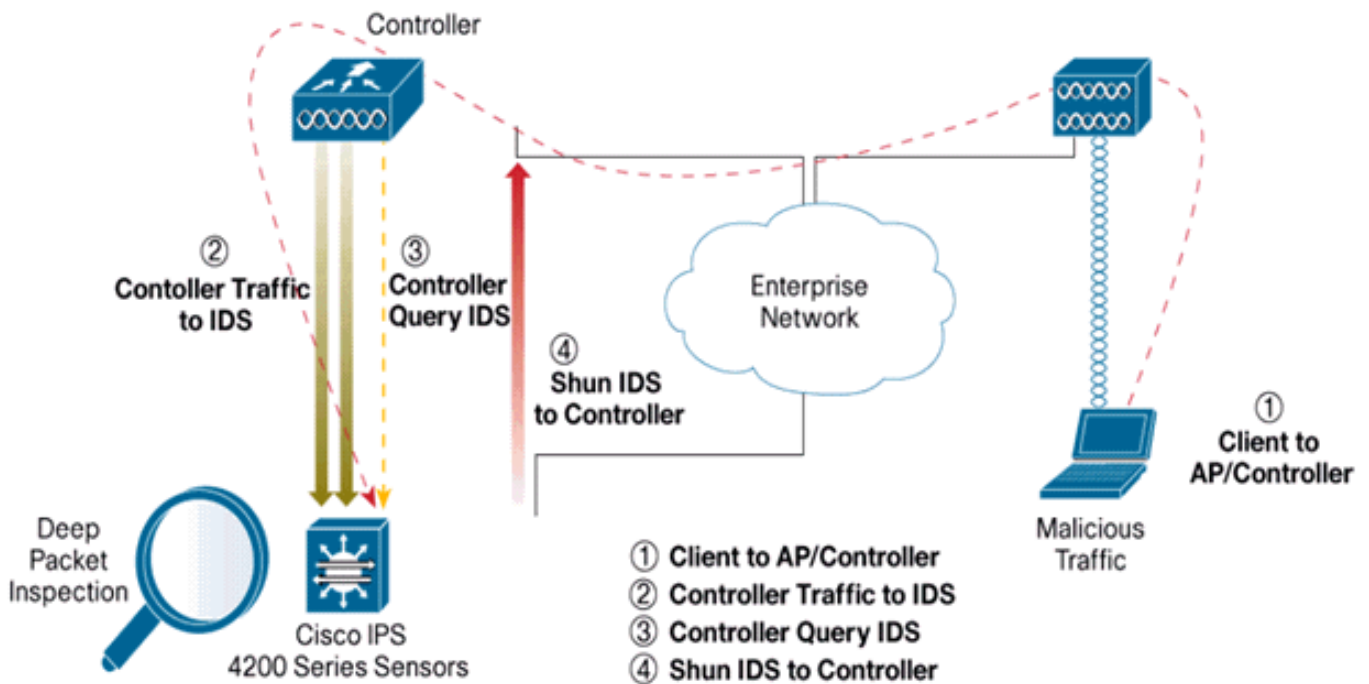 Controller
②
Contoller Traffic
to IDS
③
Controller
Query IDS
④
Shun IDS
to Controller
Enterprise
Network
①
Client to
AP/Controller
Deep
Packet
Inspection
Cisco IPS
4200 Series Sensors
Malicious
Traffic
① Client to AP/Controller
② Controller Traffic to IDS
③ Controller Query IDS
④ Shun IDS to Controller